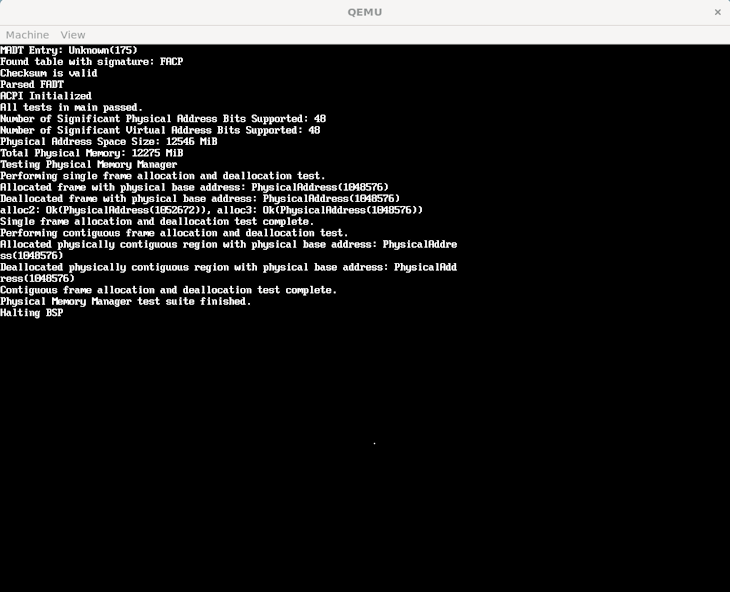 QEMU
Machine View
MADT Entry: Unknown(175)
Found table with signature: FACP
Checksum is valid
Parsed FADT
ACPI Initialized
All tests in main passed.
Number of Significant Physical Address Bits Supported: 48
Number of Significant Virtual Address Bits Supported: 48
Physical Address Space Size: 12546 MiB
Total Physical Memory: 12275 MiB
Testing Physical Memory Manager
Performing single frame allocation and deallocation test.
Allocated frame with physical base address: PhysicalAddress(1048576)
Deallocated frame with physical base address: PhysicalAddress(1048576)
alloc2: Ok(PhysicalAddress(1052672)), alloc3: Ok(PhysicalAddress(1048576))
Single frame allocation and deallocation test complete.
Performing contiguous frame allocation and deallocation test.
Allocated physically contiguous region with physical base address: PhysicalAddre
ss(1048576)
Deallocated physically contiguous region with physical base address: PhysicalAdd
ress(1048576)
Contiguous frame allocation and deallocation test complete.
Physical Memory Manager test suite finished.
Halting BSP